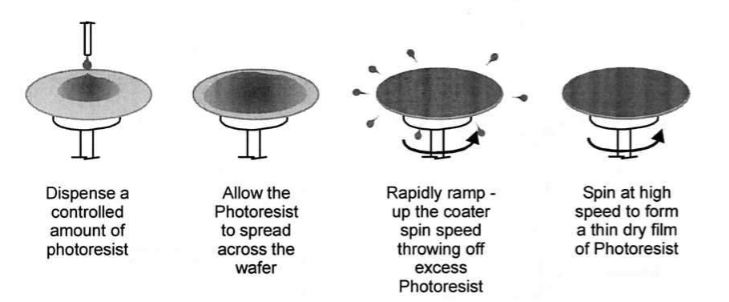 Dispense a
controlled
amount of
photoresist
Allow the
Photoresist
to spread
across the
wafer
Rapidly ramp -
up the coater
spin speed
throwing off
excess
Photoresist
Spin at high
speed to form
a thin dry film
of Photoresist